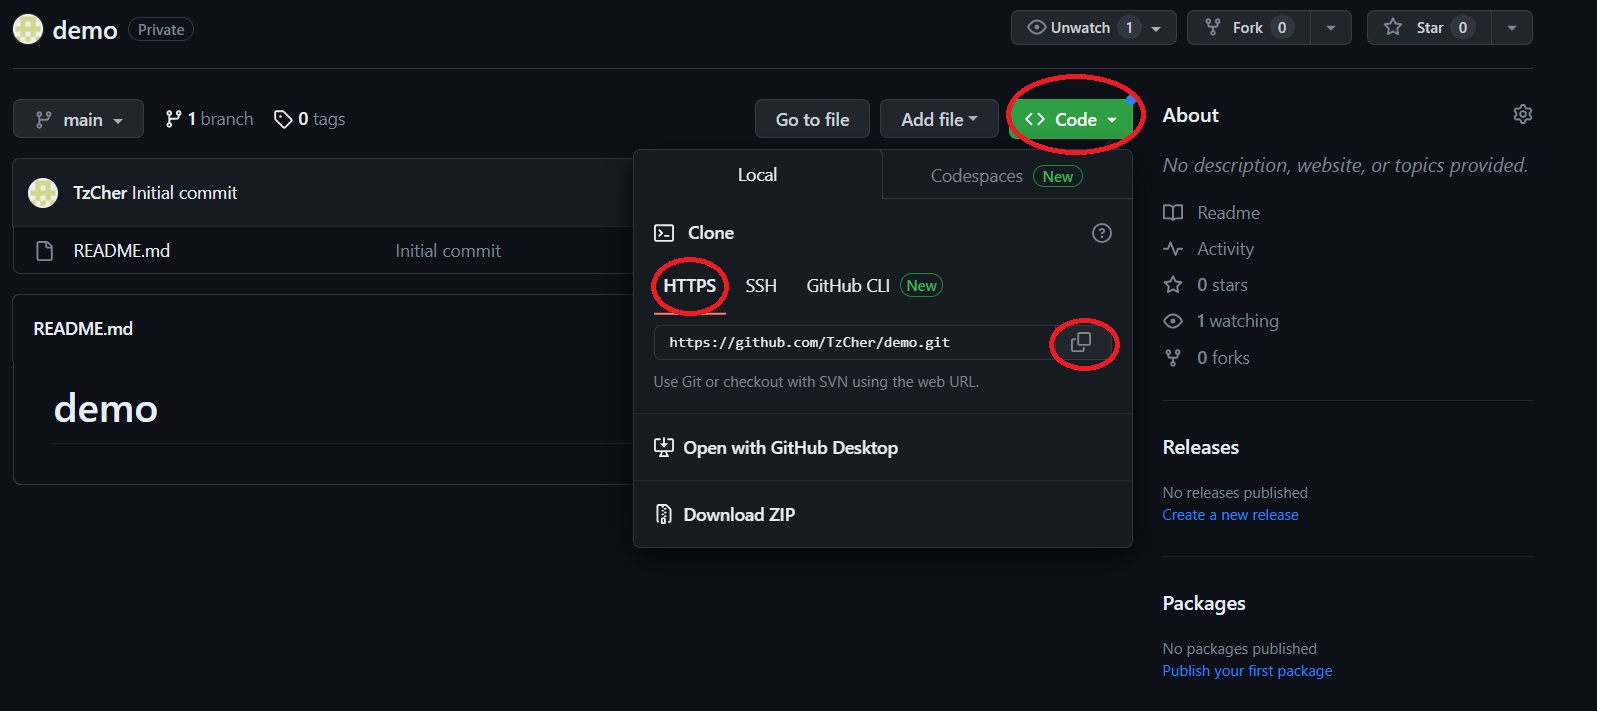 demo Private
Unwatch 1
Fork 0
Star 0
main
1 branch
0 tags
Go to file
Add file
<> Code
TzCher Initial commit
README.md Initial commit
README.md
demo
Local
Codespaces New
Clone
HTTPS SSH GitHub CLI New
https://github.com/TzCher/demo.git
Use Git or checkout with SVN using the web URL.
Open with GitHub Desktop
Download ZIP
About
No description, website, or topics provided.
Readme
Activity
0 stars
1 watching
0 forks
Releases
No releases published
Create a new release
Packages
No packages published
Publish your first package